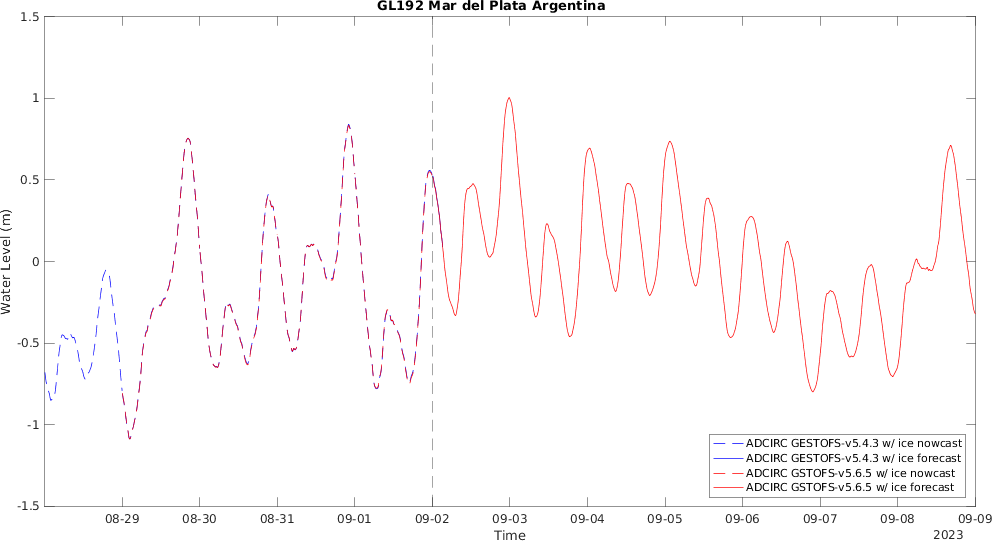 GL192 Mar del Plata Argentina
1.5
1
0.5
0
-0.5
-1
-1.5
Water Level (m)
ADCIRC GESTOFS-v5.4.3 w/ ice nowcast
ADCIRC GESTOFS-v5.4.3 w/ ice forecast
ADCIRC GSTOFS-v5.6.5 w/ ice nowcast
ADCIRC GSTOFS-v5.6.5 w/ ice forecast
08-29 08-30 08-31 09-01 09-02 09-03 09-04 09-05 09-06 09-07 09-08 09-09
Time
2023